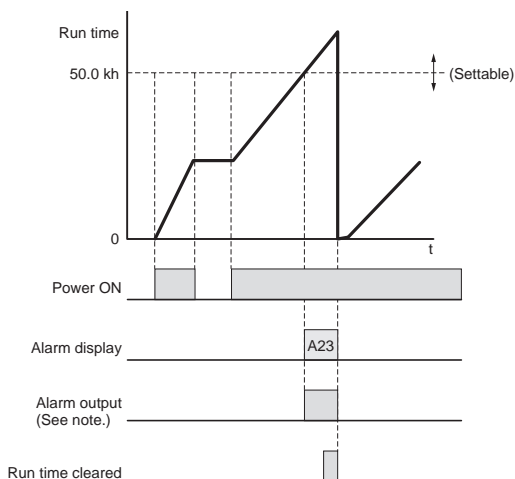 Run time
50.0 kh
(Settable)
0
t
Power ON
Alarm display
A23
Alarm output
(See note.)
Run time cleared